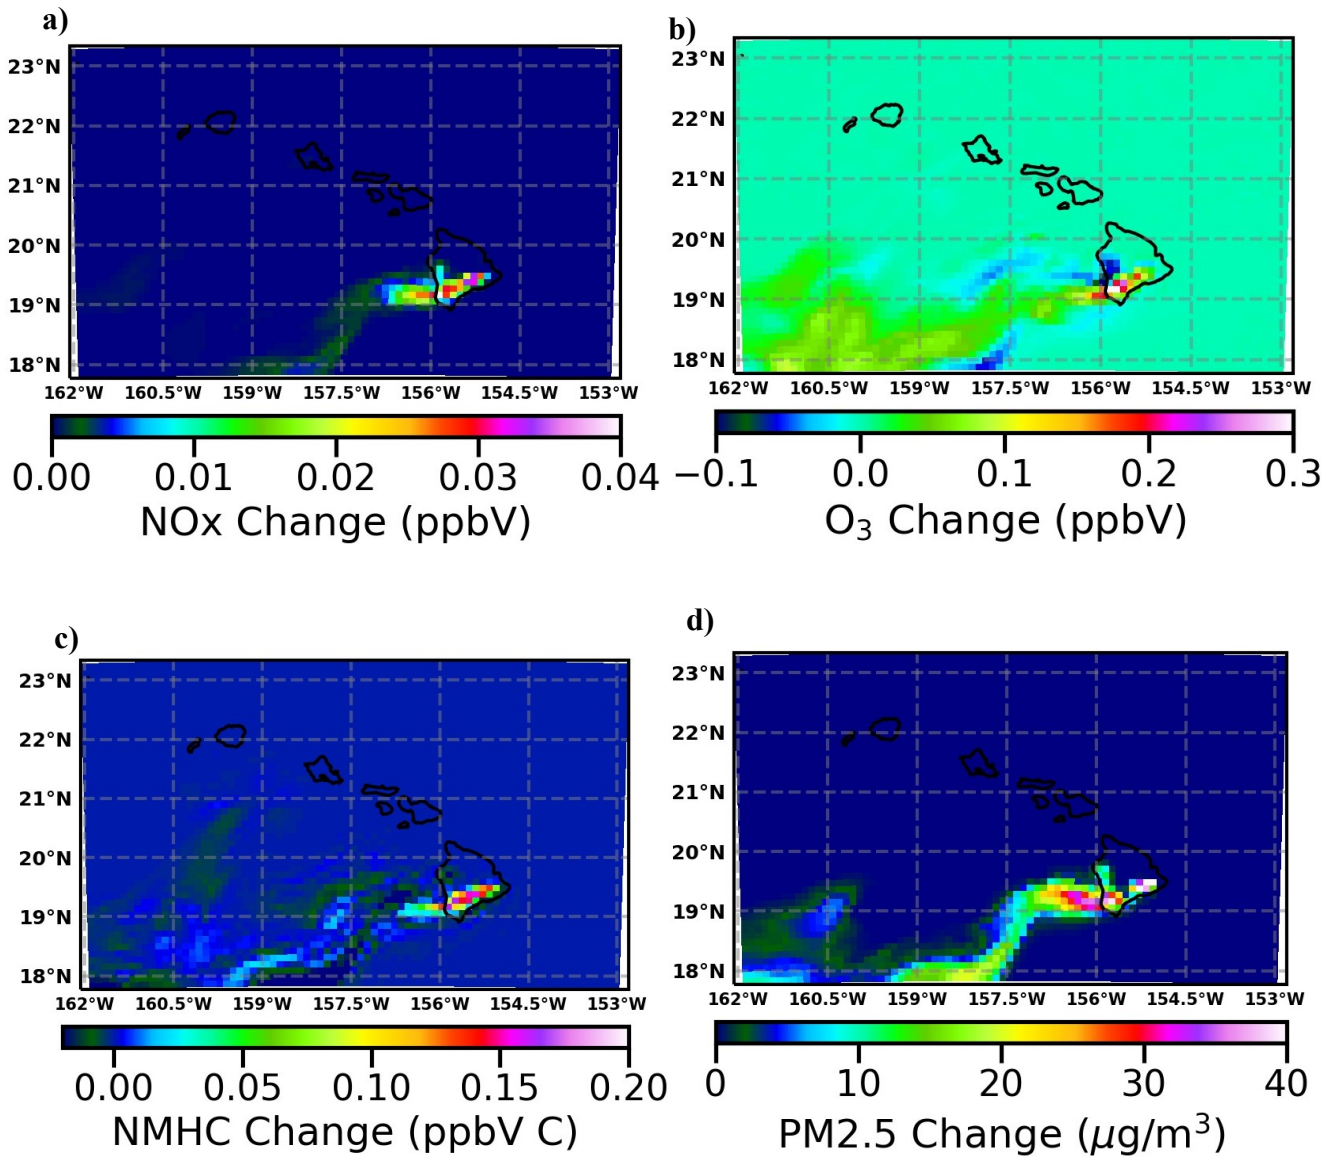 a)
23°N
22°N
21°N
20°N
19°N
18°N
162°W 160.5°W 159°W 157.5°W 156°W 154.5°W 153°W
0.00 0.01 0.02 0.03 0.04
NOx Change (ppbV)
b)
23°N
22°N
21°N
20°N
19°N
18°N
162°W 160.5°W 159°W 157.5°W 156°W 154.5°W 153°W
−0.1 0.0 0.1 0.2 0.3
O₃ Change (ppbV)
c)
23°N
22°N
21°N
20°N
19°N
18°N
162°W 160.5°W 159°W 157.5°W 156°W 154.5°W 153°W
0.00 0.05 0.10 0.15 0.20
NMHC Change (ppbV C)
d)
23°N
22°N
21°N
20°N
19°N
18°N
162°W 160.5°W 159°W 157.5°W 156°W 154.5°W 153°W
0 10 20 30 40
PM2.5 Change (μg/m³)